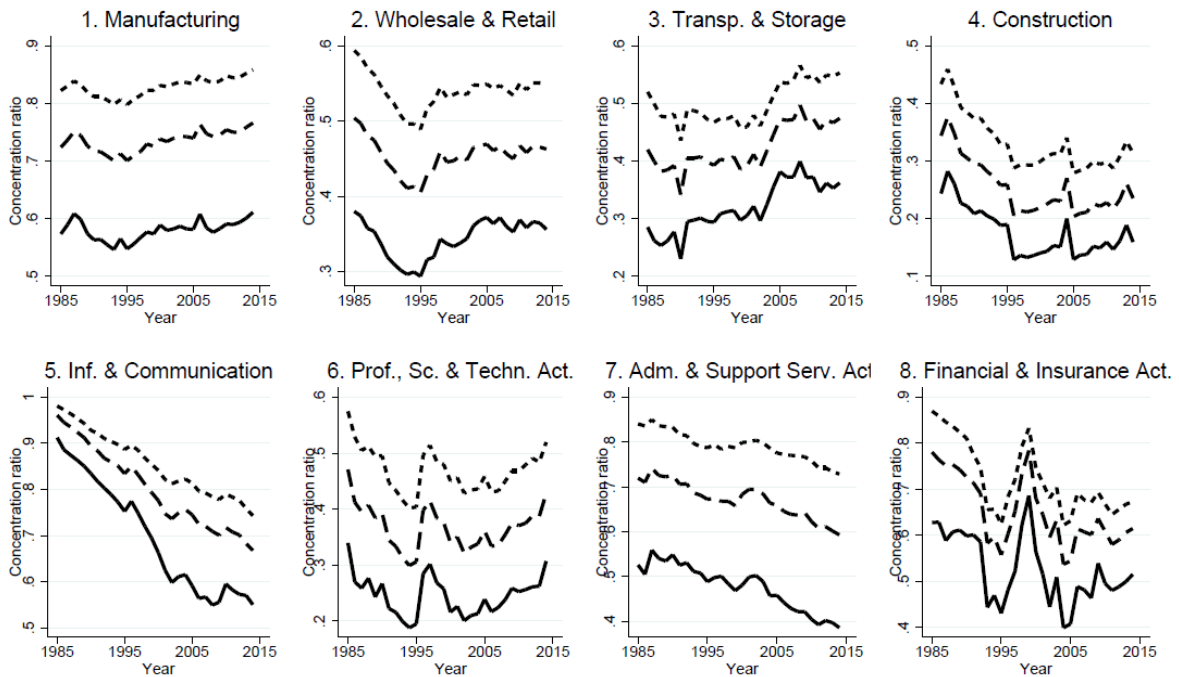 1. Manufacturing
Concentration ratio
.9
.8
.7
.6
.5
1985 1995 2005 2015
Year
2. Wholesale & Retail
Concentration ratio
.6
.5
.4
.3
1985 1995 2005 2015
Year
3. Transp. & Storage
Concentration ratio
.6
.5
.4
.3
.2
1985 1995 2005 2015
Year
4. Construction
Concentration ratio
.5
.4
.3
.2
.1
1985 1995 2005 2015
Year
5. Inf. & Communication
Concentration ratio
1
.9
.8
.7
.6
.5
1985 1995 2005 2015
Year
6. Prof., Sc. & Techn. Act.
Concentration ratio
.6
.5
.4
.3
.2
1985 1995 2005 2015
Year
7. Adm. & Support Serv. Act
Concentration ratio
.9
.8
.7
.6
.5
.4
1985 1995 2005 2015
Year
8. Financial & Insurance Act.
Concentration ratio
.9
.8
.7
.6
.5
.4
1985 1995 2005 2015
Year